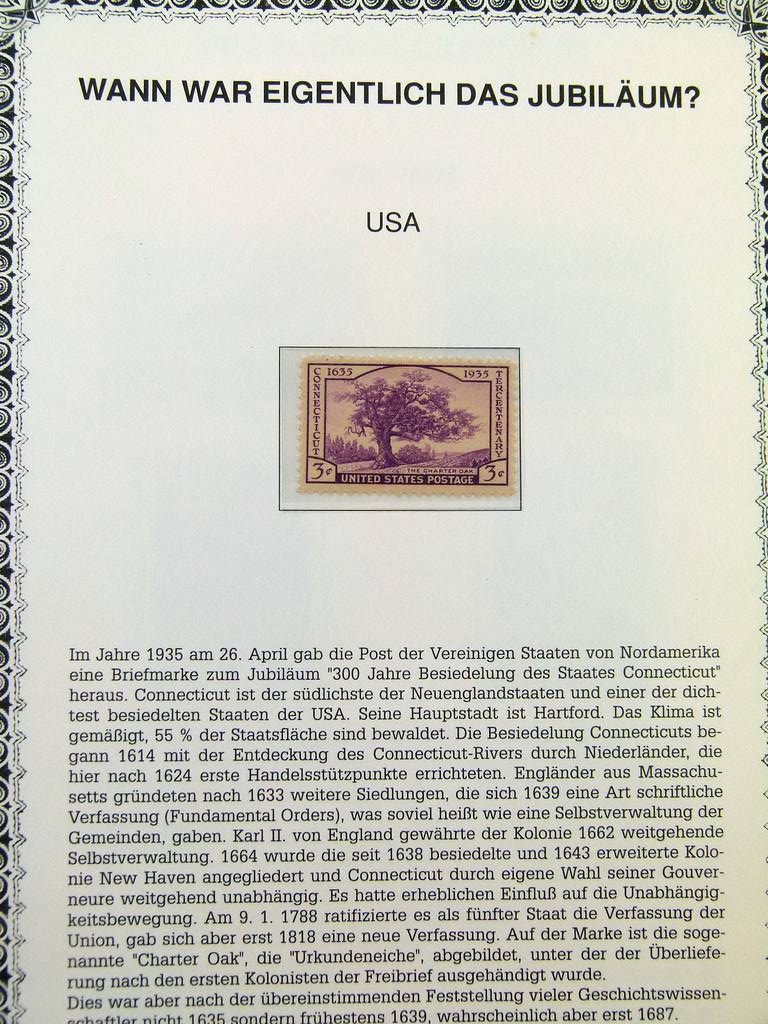 WANN WAR EIGENTLICH DAS JUBILÄUM?
USA
1635 1935
CONNECTICUT
TERCENTENARY
THE CHARTER OAK
3¢ 3¢
UNITED STATES POSTAGE
Im Jahre 1935 am 26. April gab die Post der Vereinigen Staaten von Nordamerika
eine Briefmarke zum Jubiläum "300 Jahre Besiedelung des Staates Connecticut"
heraus. Connecticut ist der südlichste der Neuenglandstaaten und einer der dich-
test besiedelten Staaten der USA. Seine Hauptstadt ist Hartford. Das Klima ist
gemäßigt, 55 % der Staatsfläche sind bewaldet. Die Besiedelung Connecticuts be-
gann 1614 mit der Entdeckung des Connecticut-Rivers durch Niederländer, die
hier nach 1624 erste Handelsstützpunkte errichteten. Engländer aus Massachu-
setts gründeten nach 1633 weitere Siedlungen, die sich 1639 eine Art schriftliche
Verfassung (Fundamental Orders), was soviel heißt wie eine Selbstverwaltung der
Gemeinden, gaben. Karl II. von England gewährte der Kolonie 1662 weitgehende
Selbstverwaltung. 1664 wurde die seit 1638 besiedelte und 1643 erweiterte Kolo-
nie New Haven angegliedert und Connecticut durch eigene Wahl seiner Gouver-
neure weitgehend unabhängig. Es hatte erheblichen Einfluß auf die Unabhängig-
keitsbewegung. Am 9. 1. 1788 ratifizierte es als fünfter Staat die Verfassung der
Union, gab sich aber erst 1818 eine neue Verfassung. Auf der Marke ist die soge-
nannte "Charter Oak", die "Urkundeneiche", abgebildet, unter der der Überliefe-
rung nach den ersten Kolonisten der Freibrief ausgehändigt wurde.
Dies war aber nach der übereinstimmenden Feststellung vieler Geschichtswissen-
schaftler nicht 1635 sondern frühestens 1639, wahrscheinlich aber erst 1687.